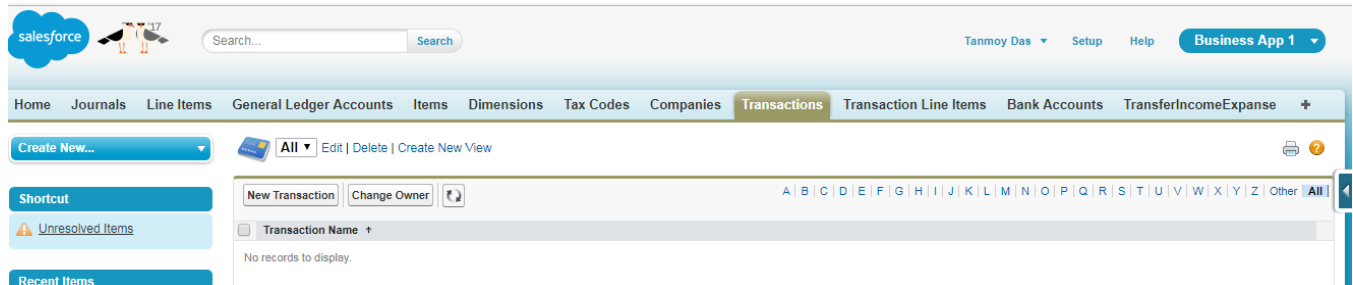 salesforce
'17
Search...
Search
Tanmoy Das
Setup
Help
Business App 1
Home Journals Line Items General Ledger Accounts Items Dimensions Tax Codes Companies Transactions Transaction Line Items Bank Accounts TransferIncomeExpanse +
Create New...
All Edit | Delete | Create New View
Shortcut
Unresolved Items
Recent Items
New Transaction Change Owner
A | B | C | D | E | F | G | H | I | J | K | L | M | N | O | P | Q | R | S | T | U | V | W | X | Y | Z | Other All
Transaction Name ↑
No records to display.